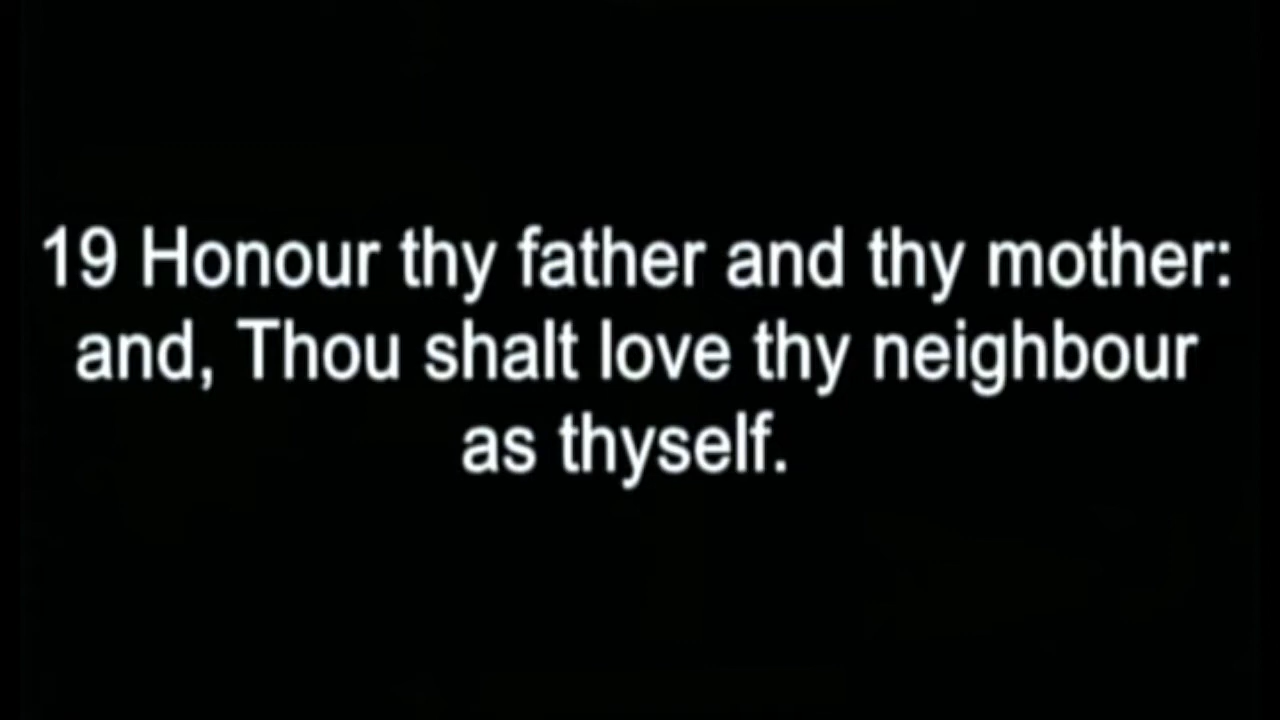 19 Honour thy father and thy mother:
and, Thou shalt love thy neighbour
as thyself.